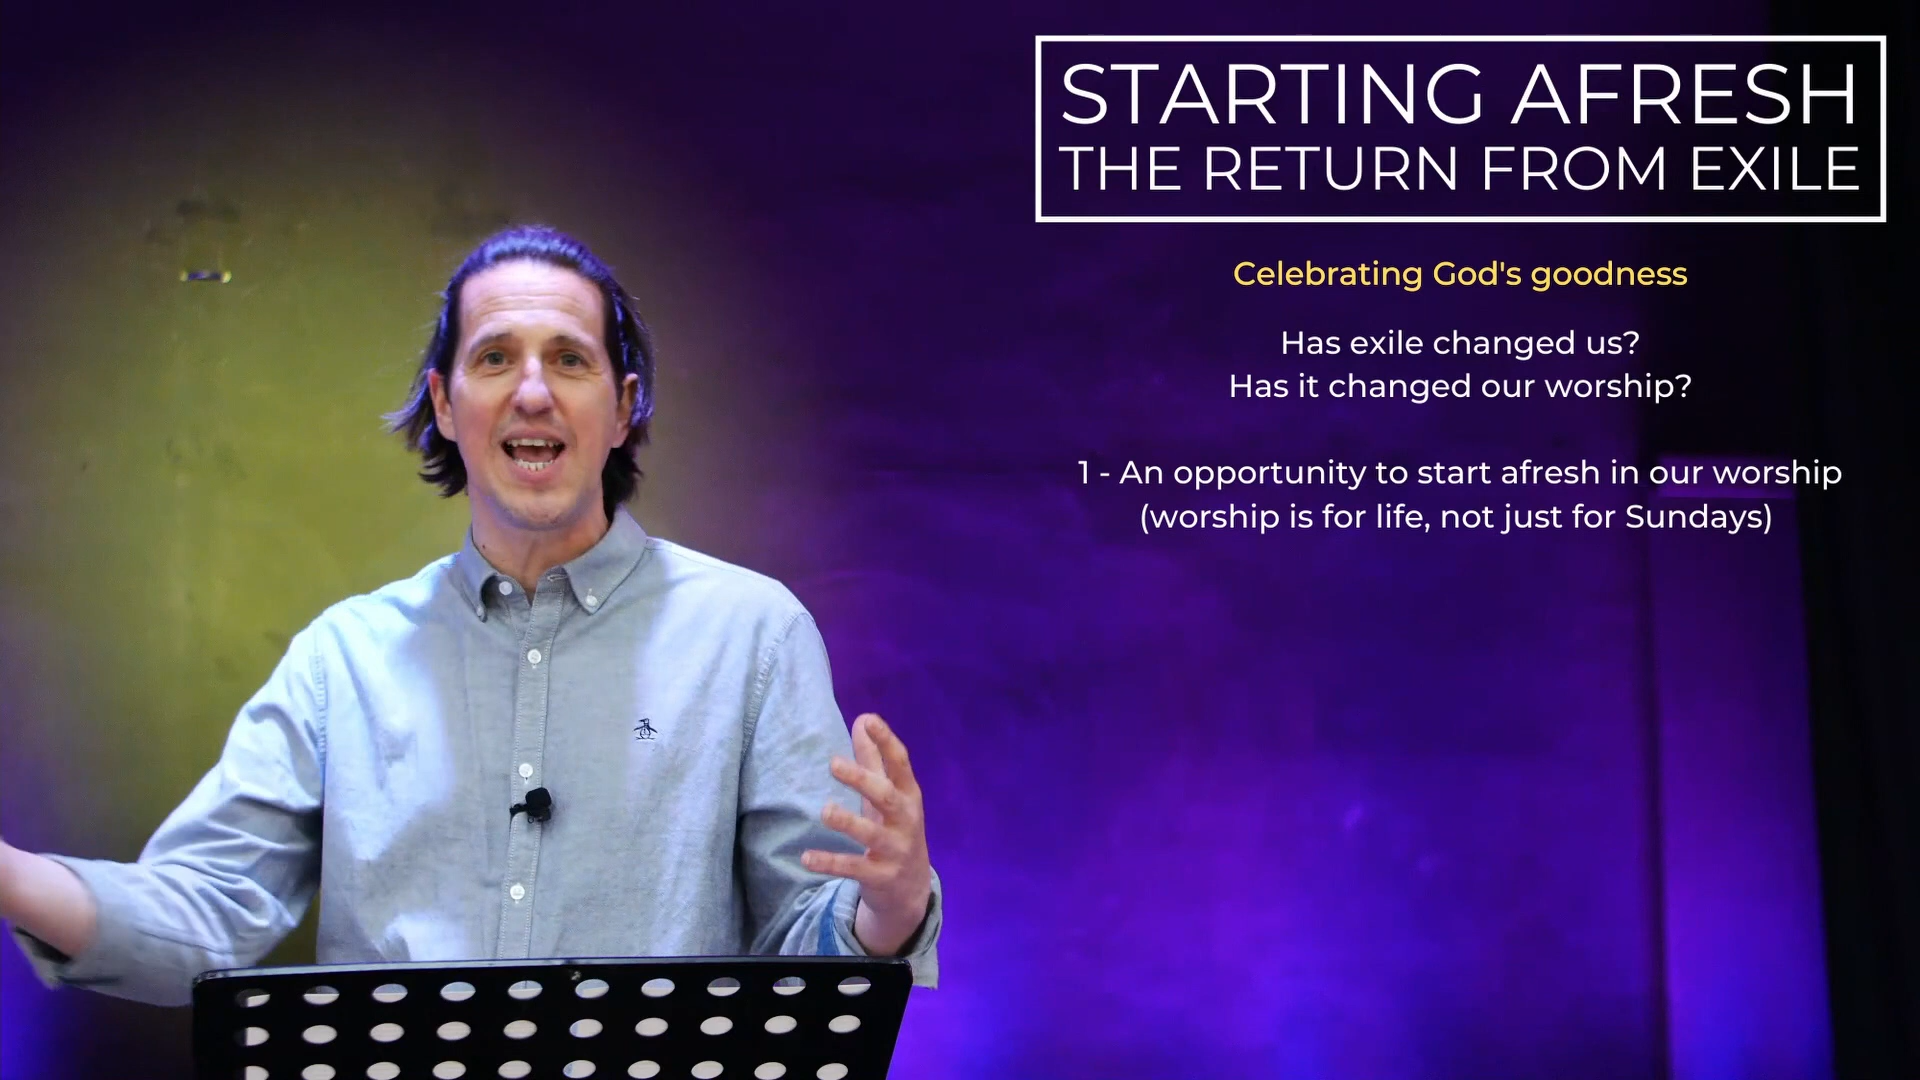 STARTING AFRESH
THE RETURN FROM EXILE
Celebrating God's goodness
Has exile changed us?
Has it changed our worship?
1 - An opportunity to start afresh in our worship
(worship is for life, not just for Sundays)